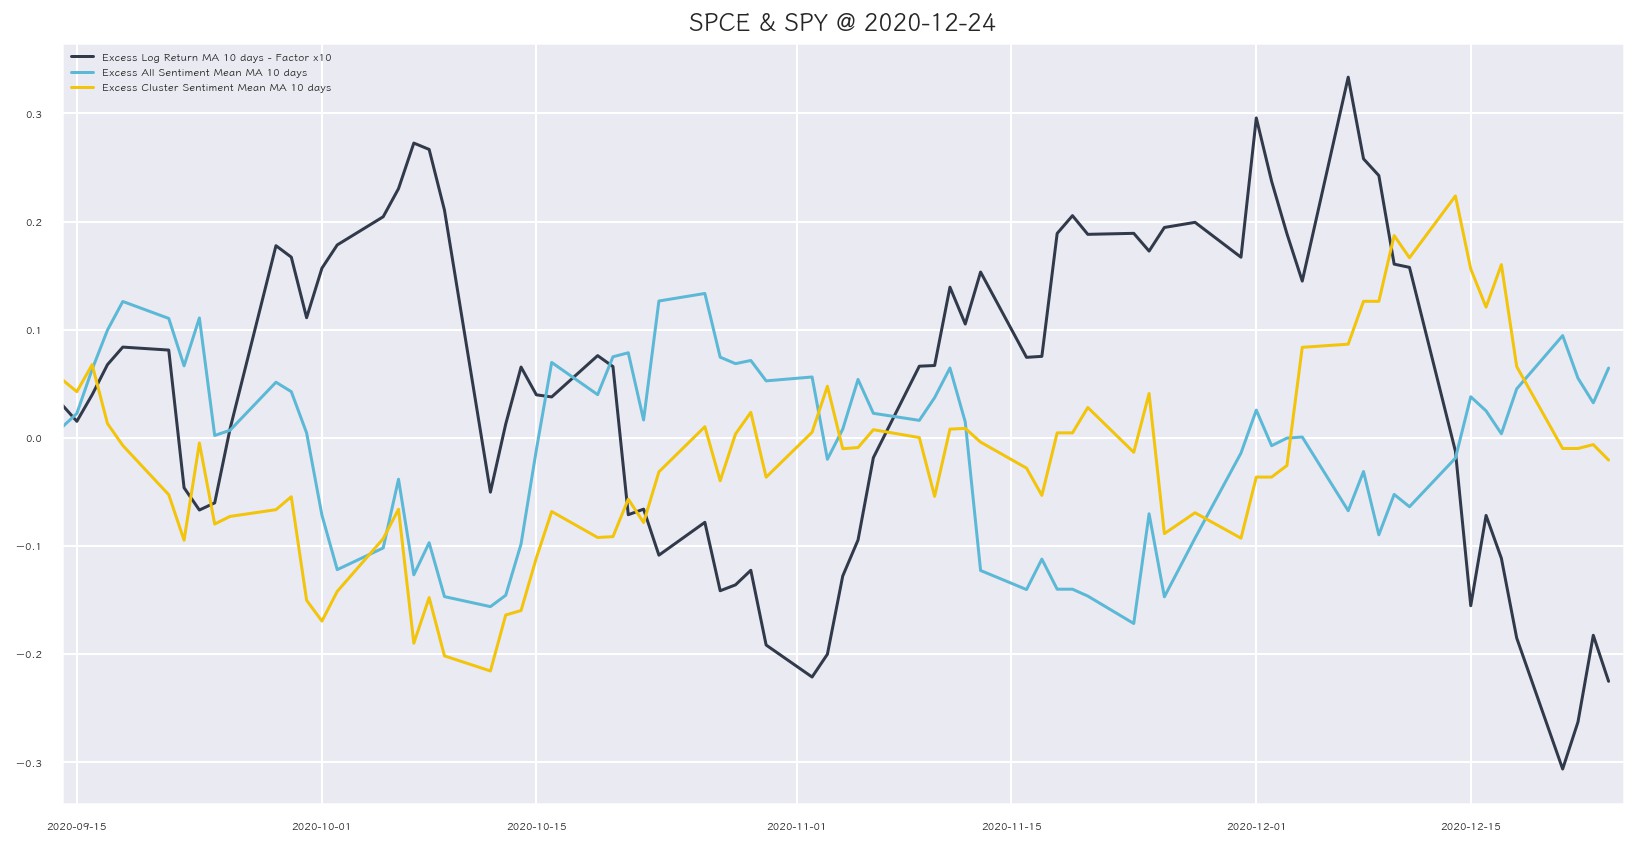 SPCE & SPY @ 2020-12-24
Excess Log Return MA 10 days - Factor x10
Excess All Sentiment Mean MA 10 days
Excess Cluster Sentiment Mean MA 10 days
0.3
0.2
0.1
0.0
−0.1
−0.2
−0.3
2020-09-15 2020-10-01 2020-10-15 2020-11-01 2020-11-15 2020-12-01 2020-12-15